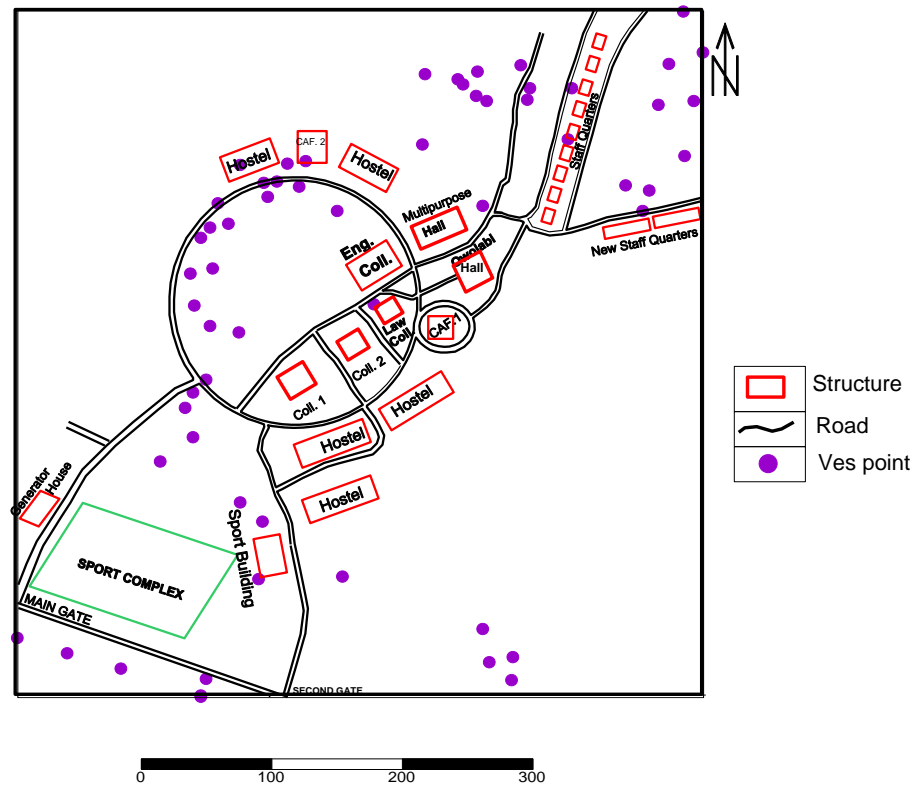 N
CAF. 2
Hostel
Hostel
Staff Quarters
Multipurpose
Hall
New Staff Quarters
Eng.
Coll.
Owolabi
Hall
CAF.1
Law
Coll.
Coll. 2
Coll. 1
Hostel
Hostel
Hostel
Structure
Road
Ves point
Generator
House
Sport Building
SPORT COMPLEX
MAIN GATE
SECOND GATE
0 100 200 300